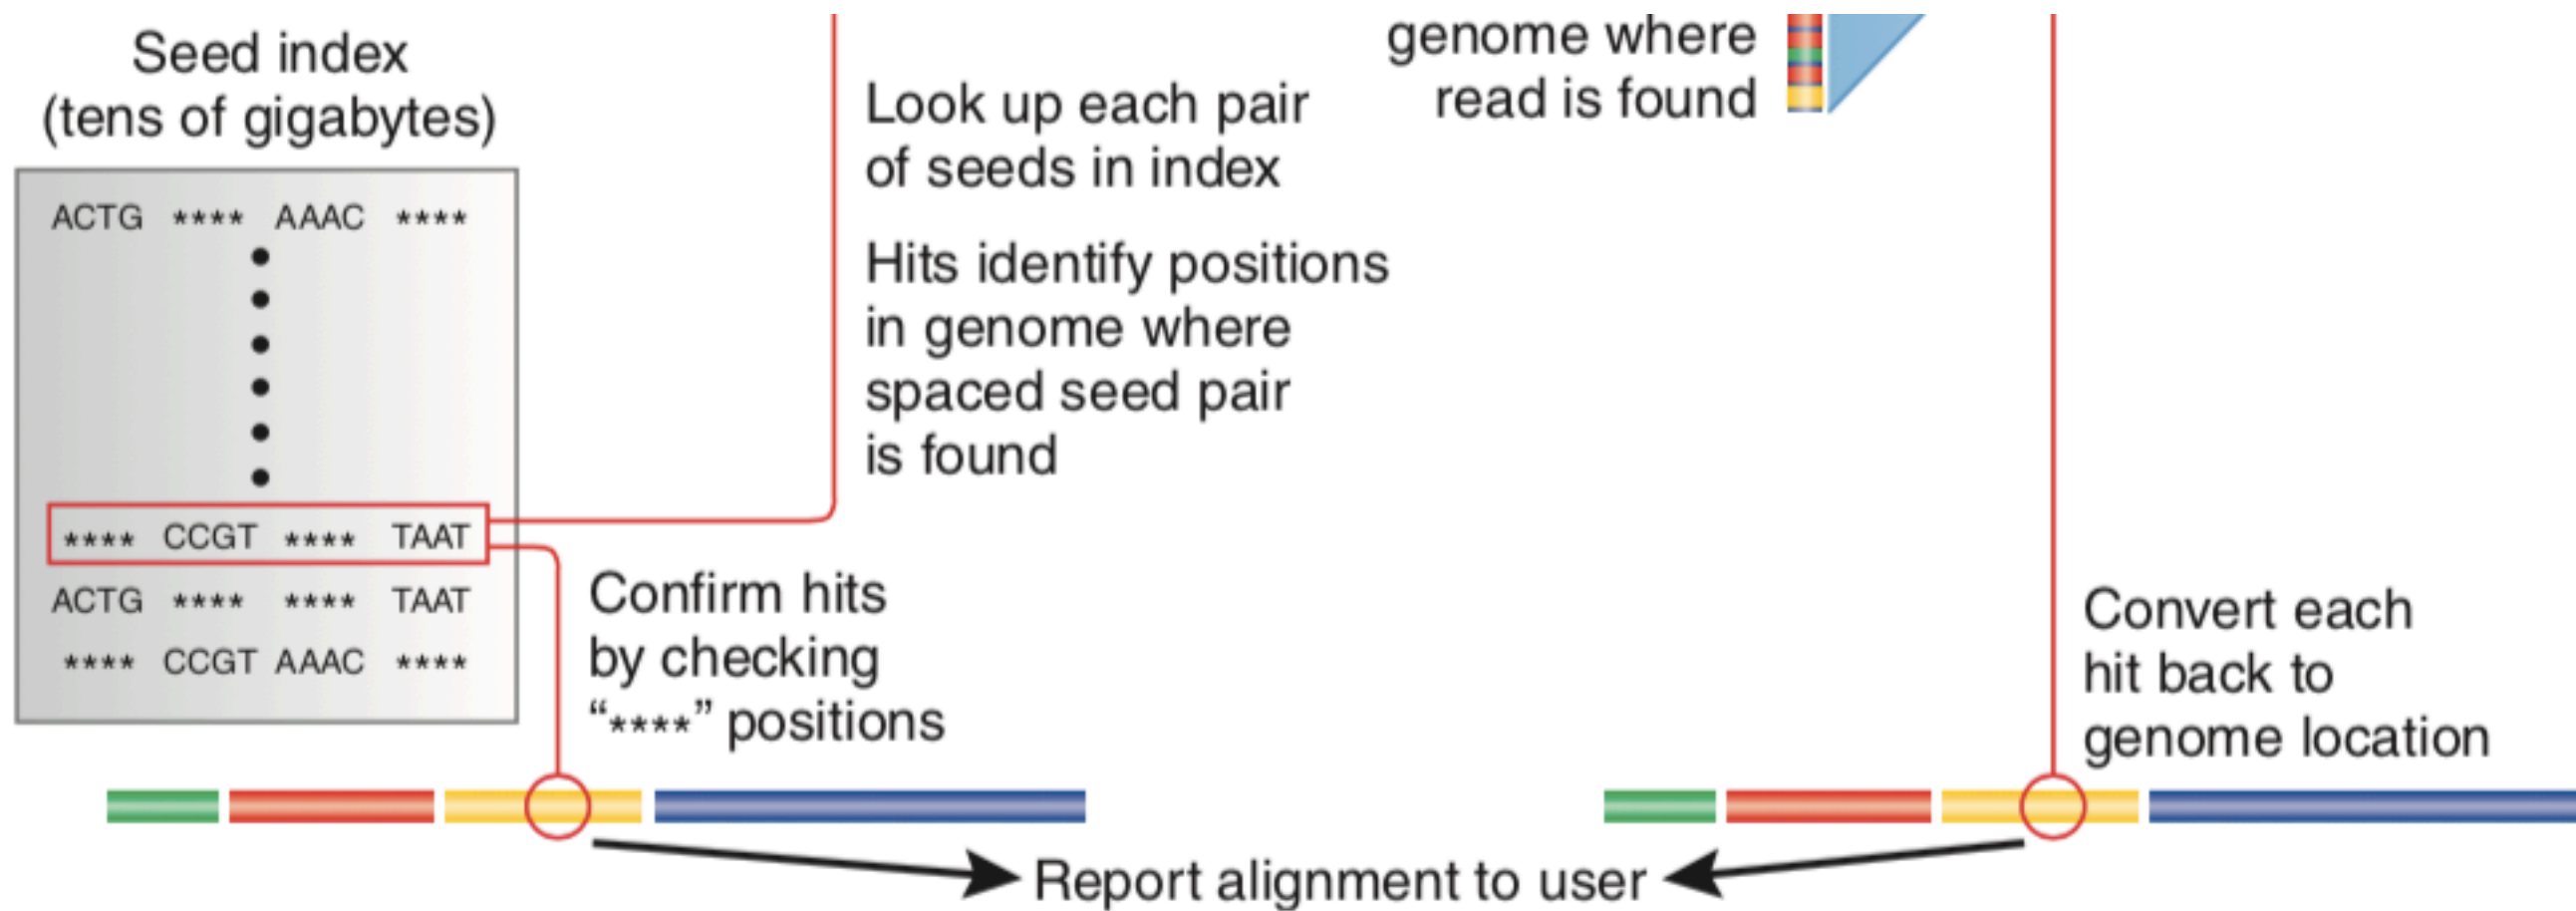 Seed index
(tens of gigabytes)
ACTG **** AAAC ****
**** CCGT **** TAAT
ACTG **** **** TAAT
**** CCGT AAAC ****
Look up each pair
of seeds in index
Hits identify positions
in genome where
spaced seed pair
is found
Confirm hits
by checking
“****” positions
genome where
read is found
Convert each
hit back to
genome location
Report alignment to user